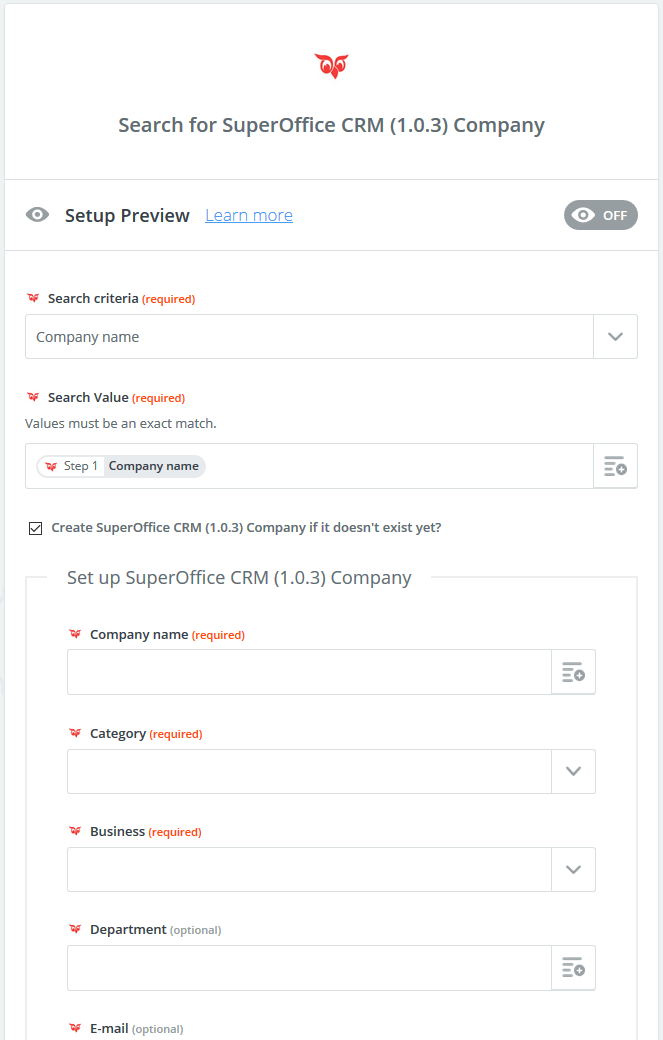 Search for SuperOffice CRM (1.0.3) Company
Setup Preview Learn more OFF
Search criteria (required)
Company name
Search Value (required)
Values must be an exact match.
Step 1 Company name
Create SuperOffice CRM (1.0.3) Company if it doesn't exist yet?
Set up SuperOffice CRM (1.0.3) Company
Company name (required)
Category (required)
Business (required)
Department (optional)
E-mail (optional)